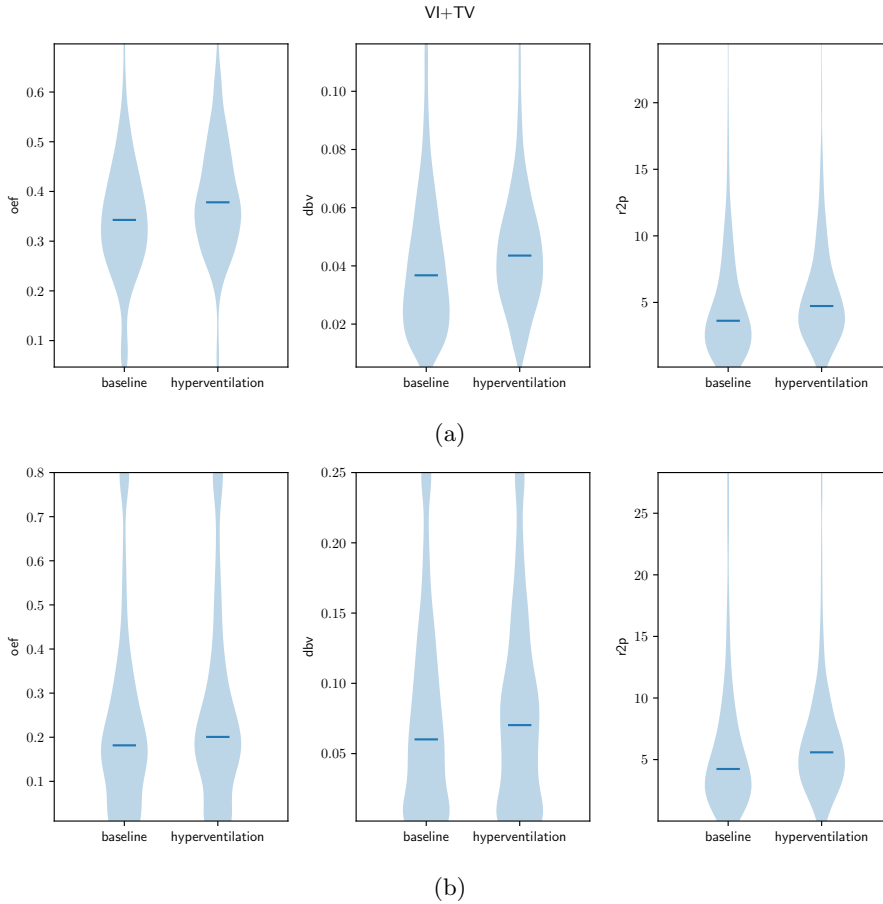 VI+TV
0.6
0.5
0.4
0.3
0.2
0.1
oef
baseline hyperventilation
0.10
0.08
0.06
0.04
0.02
dbv
baseline hyperventilation
20
15
10
5
r2p
baseline hyperventilation
(a)
0.8
0.7
0.6
0.5
0.4
0.3
0.2
0.1
oef
baseline hyperventilation
0.25
0.20
0.15
0.10
0.05
dbv
baseline hyperventilation
25
20
15
10
5
r2p
baseline hyperventilation
(b)